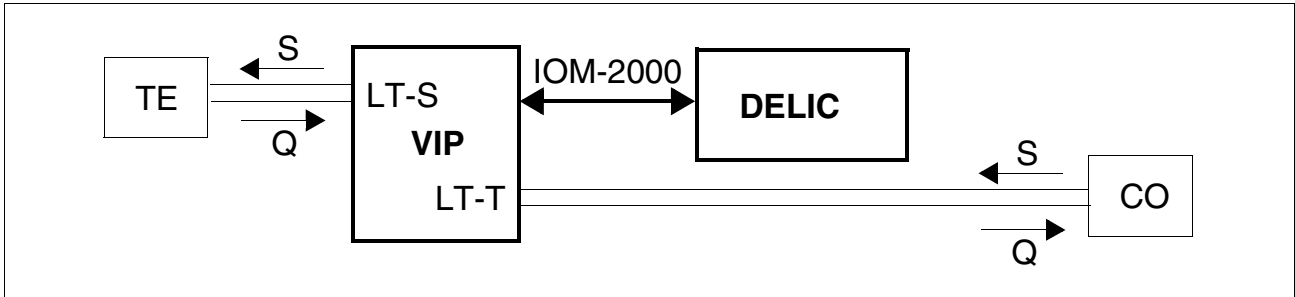 S
TE
Q
LT-S
VIP
LT-T
IOM-2000
DELIC
S
CO
Q